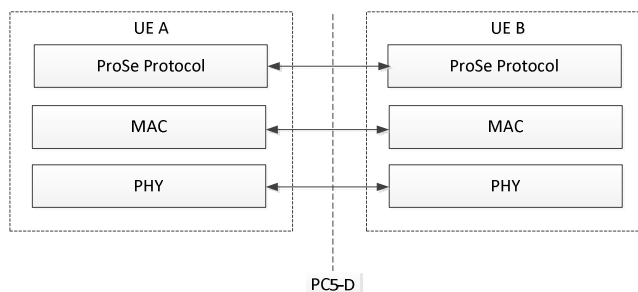 UE A
UE B
ProSe Protocol
ProSe Protocol
MAC
MAC
PHY
PHY
PC5-D